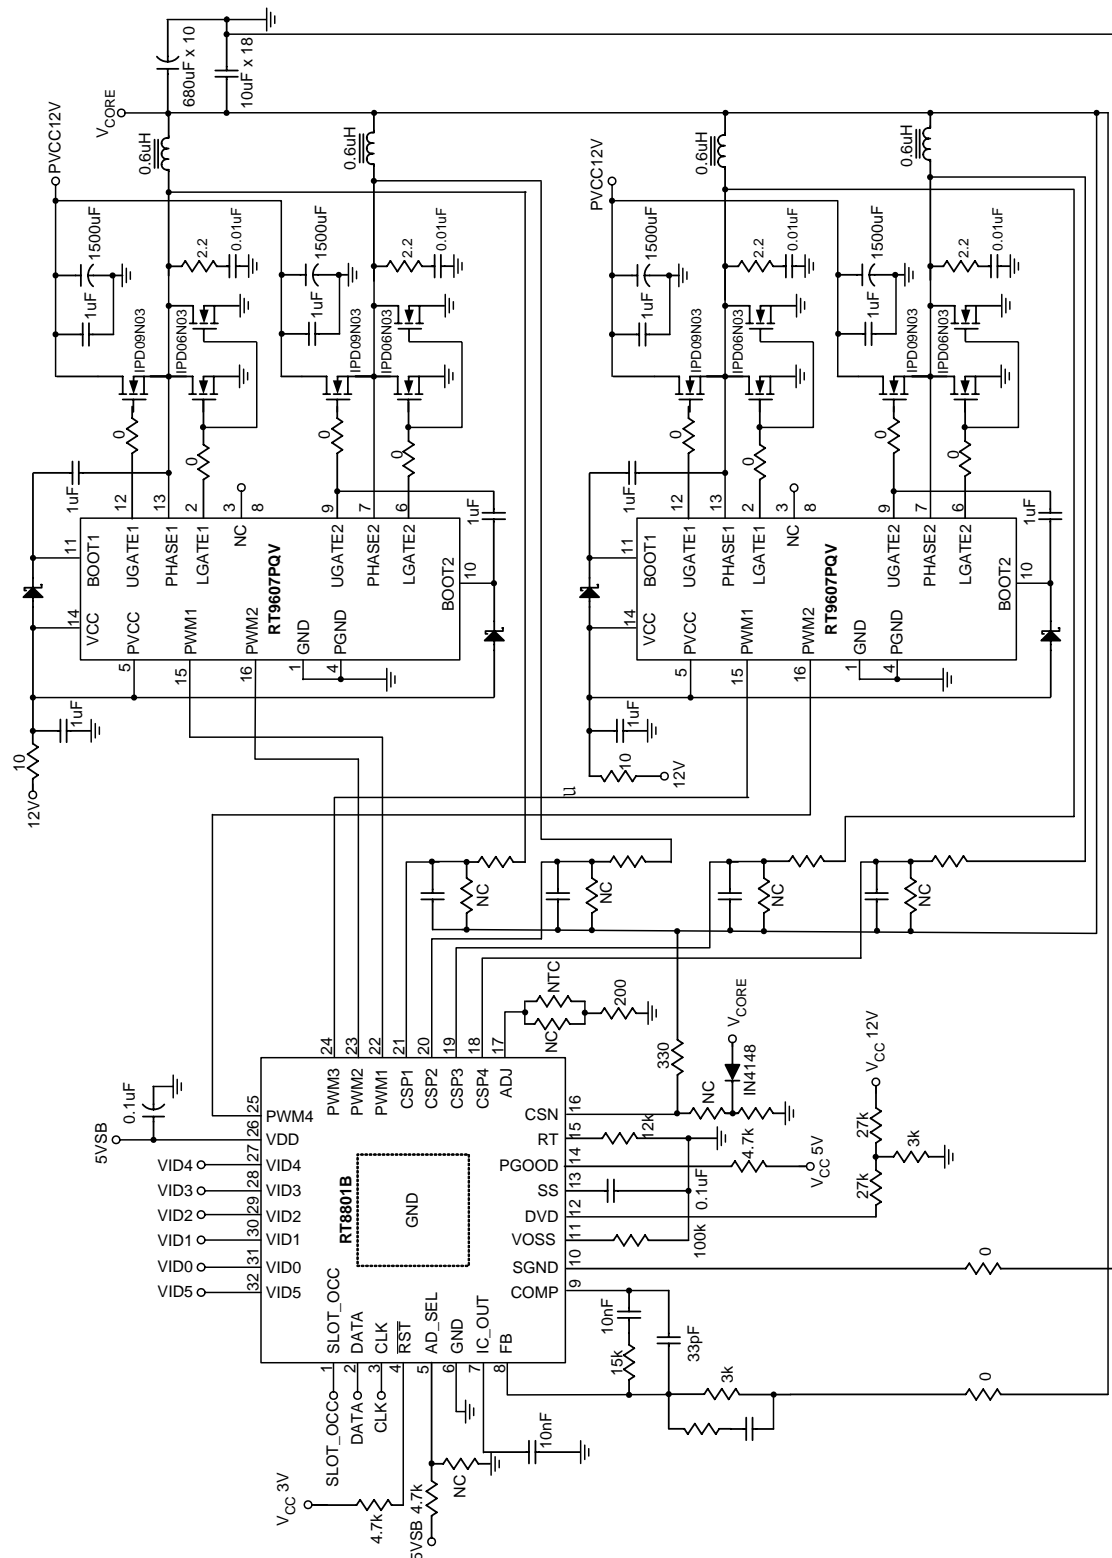 680uF x 10
10uF x 18
VCORE
PVCC12V
0.6uH
0.6uH
PVCC12V
0.6uH
0.6uH
1500uF
1uF
2.2
0.01uF
1500uF
1uF
2.2
0.01uF
1500uF
1uF
2.2
0.01uF
1500uF
1uF
2.2
0.01uF
IPD09N03
IPD06N03
IPD09N03
IPD06N03
IPD09N03
IPD06N03
IPD09N03
IPD06N03
0
0
0
0
0
0
0
0
1uF
1uF
1uF
1uF
11
12
13
2
3
8
9
7
6
10
BOOT1
UGATE1
PHASE1
LGATE1
NC
UGATE2
PHASE2
LGATE2
BOOT2
RT9607PQV
14
VCC
PVCC
PWM1
PWM2
GND
PGND
5
15
16
1
4
11
12
13
2
3
8
9
7
6
10
BOOT1
UGATE1
PHASE1
LGATE1
NC
UGATE2
PHASE2
LGATE2
BOOT2
RT9607PQV
14
VCC
PVCC
PWM1
PWM2
GND
PGND
5
15
16
1
4
10
12V
1uF
10
12V
1uF
u
NC
NC
NC
NC
NTC
NC
200
330
NC
VCORE
IN4148
12k
4.7k
VCC 5V
0.1uF
100k
VCC 12V
27k
27k
3k
0
0
5VSB
0.1uF
VID4
VID3
VID2
VID1
VID0
VID5
25
26
27
28
29
30
31
32
PWM4
VDD
VID4
VID3
VID2
VID1
VID0
VID5
24
23
22
21
20
19
18
17
PWM3
PWM2
PWM1
CSP1
CSP2
CSP3
CSP4
ADJ
RT8801B
GND
CSN
RT
PGOOD
SS
DVD
VOSS
SGND
COMP
16
15
14
13
12
11
10
9
SLOT_OCC
DATA
CLK
RST
AD_SEL
GND
IC_OUT
FB
1
2
3
4
5
6
7
8
SLOT_OCC
DATA
CLK
VCC 3V
4.7k
5VSB
4.7k
NC
10nF
10nF
15k
33pF
3k